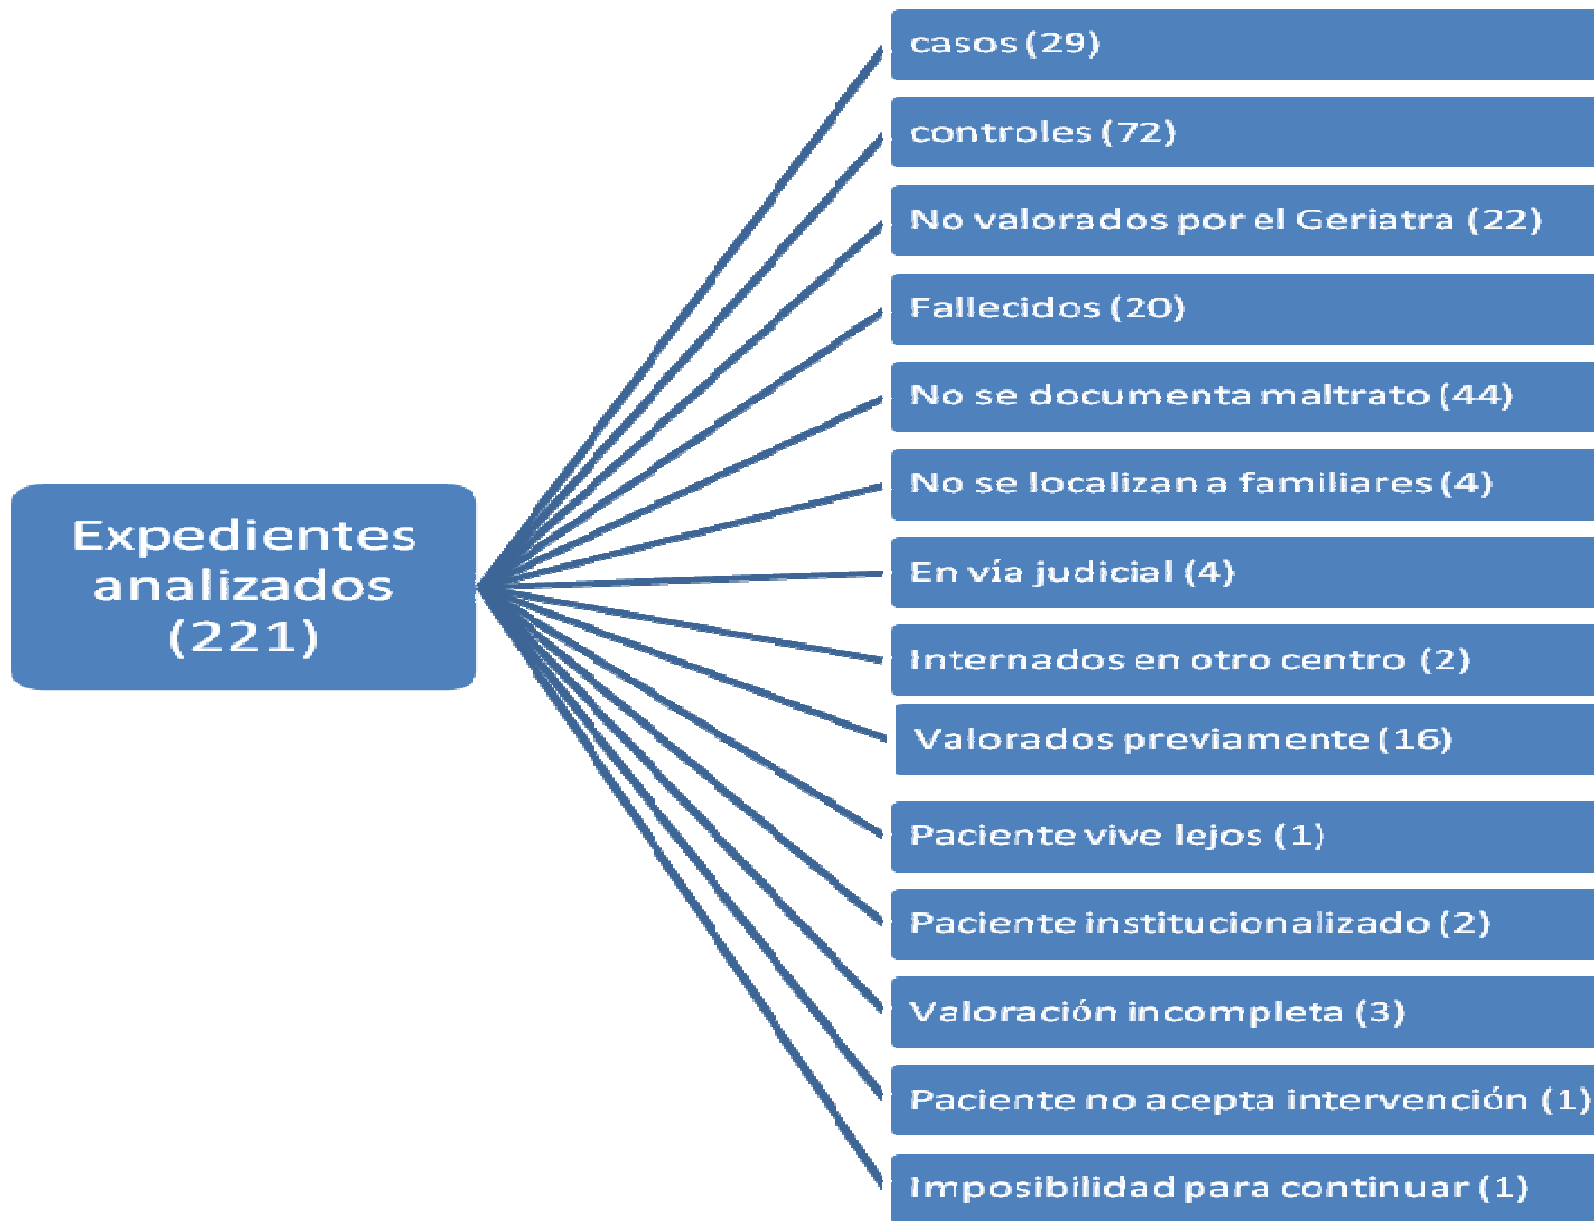 Expedientes
analizados
(221)
casos (29)
controles (72)
No valorados por el Geriatra (22)
Fallecidos (20)
No se documenta maltrato (44)
No se localizan a familiares (4)
En vía judicial (4)
Internados en otro centro (2)
Valorados previamente (16)
Paciente vive lejos (1)
Paciente institucionalizado (2)
Valoración incompleta (3)
Paciente no acepta intervención (1)
Imposibilidad para continuar (1)